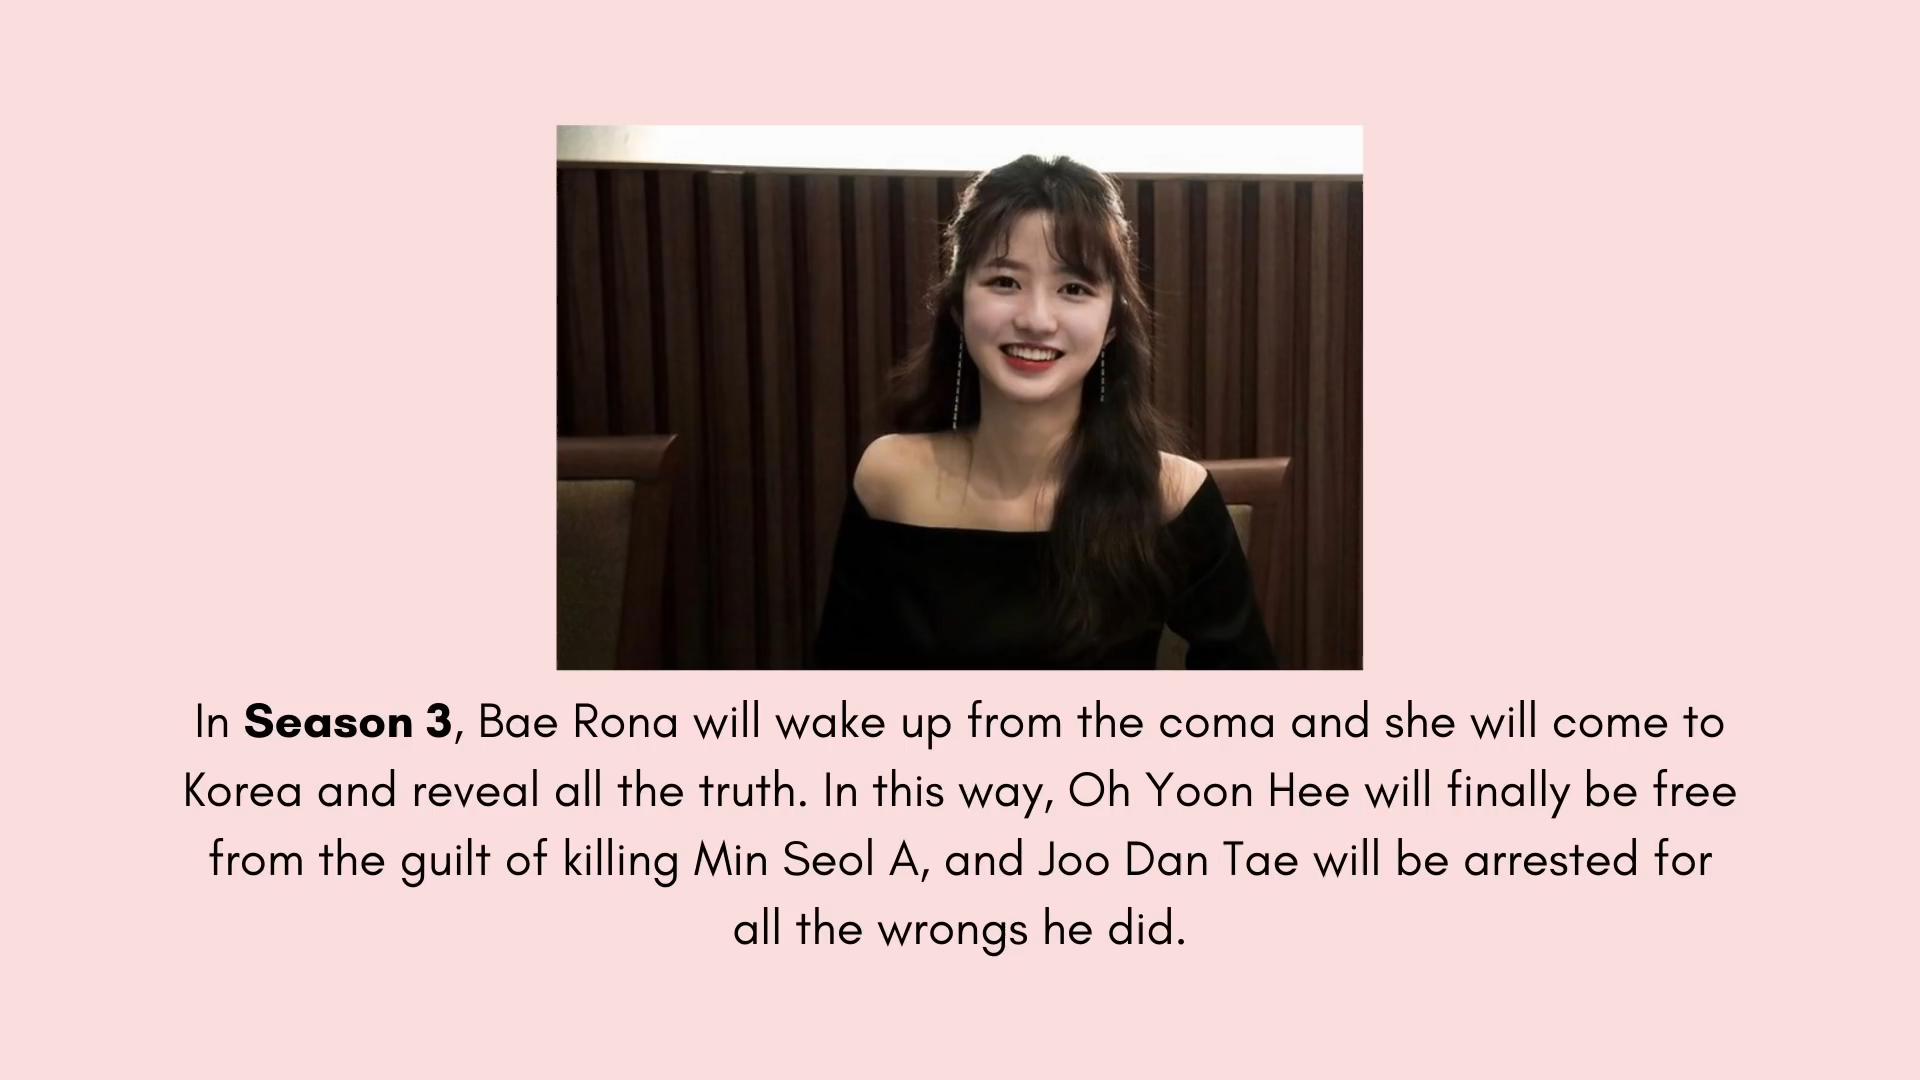 In Season 3, Bae Rona will wake up from the coma and she will come to
Korea and reveal all the truth. In this way, Oh Yoon Hee will finally be free
from the guilt of killing Min Seol A, and Joo Dan Tae will be arrested for
all the wrongs he did.